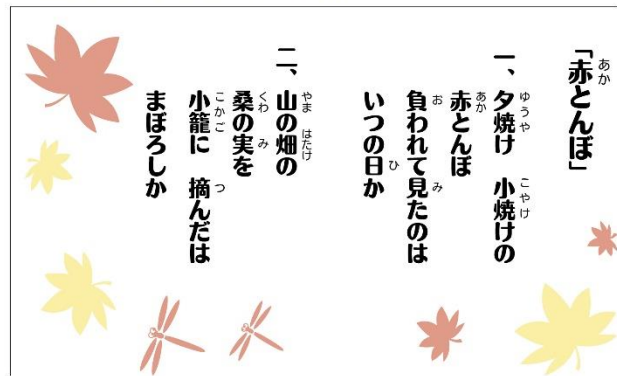 「赤とんぼ」
一、夕焼け　小焼けの
赤とんぼ
負われて見たのは
いつの日か
二、山の畑の
桑の実を
小籠に　摘んだは
まぼろしか